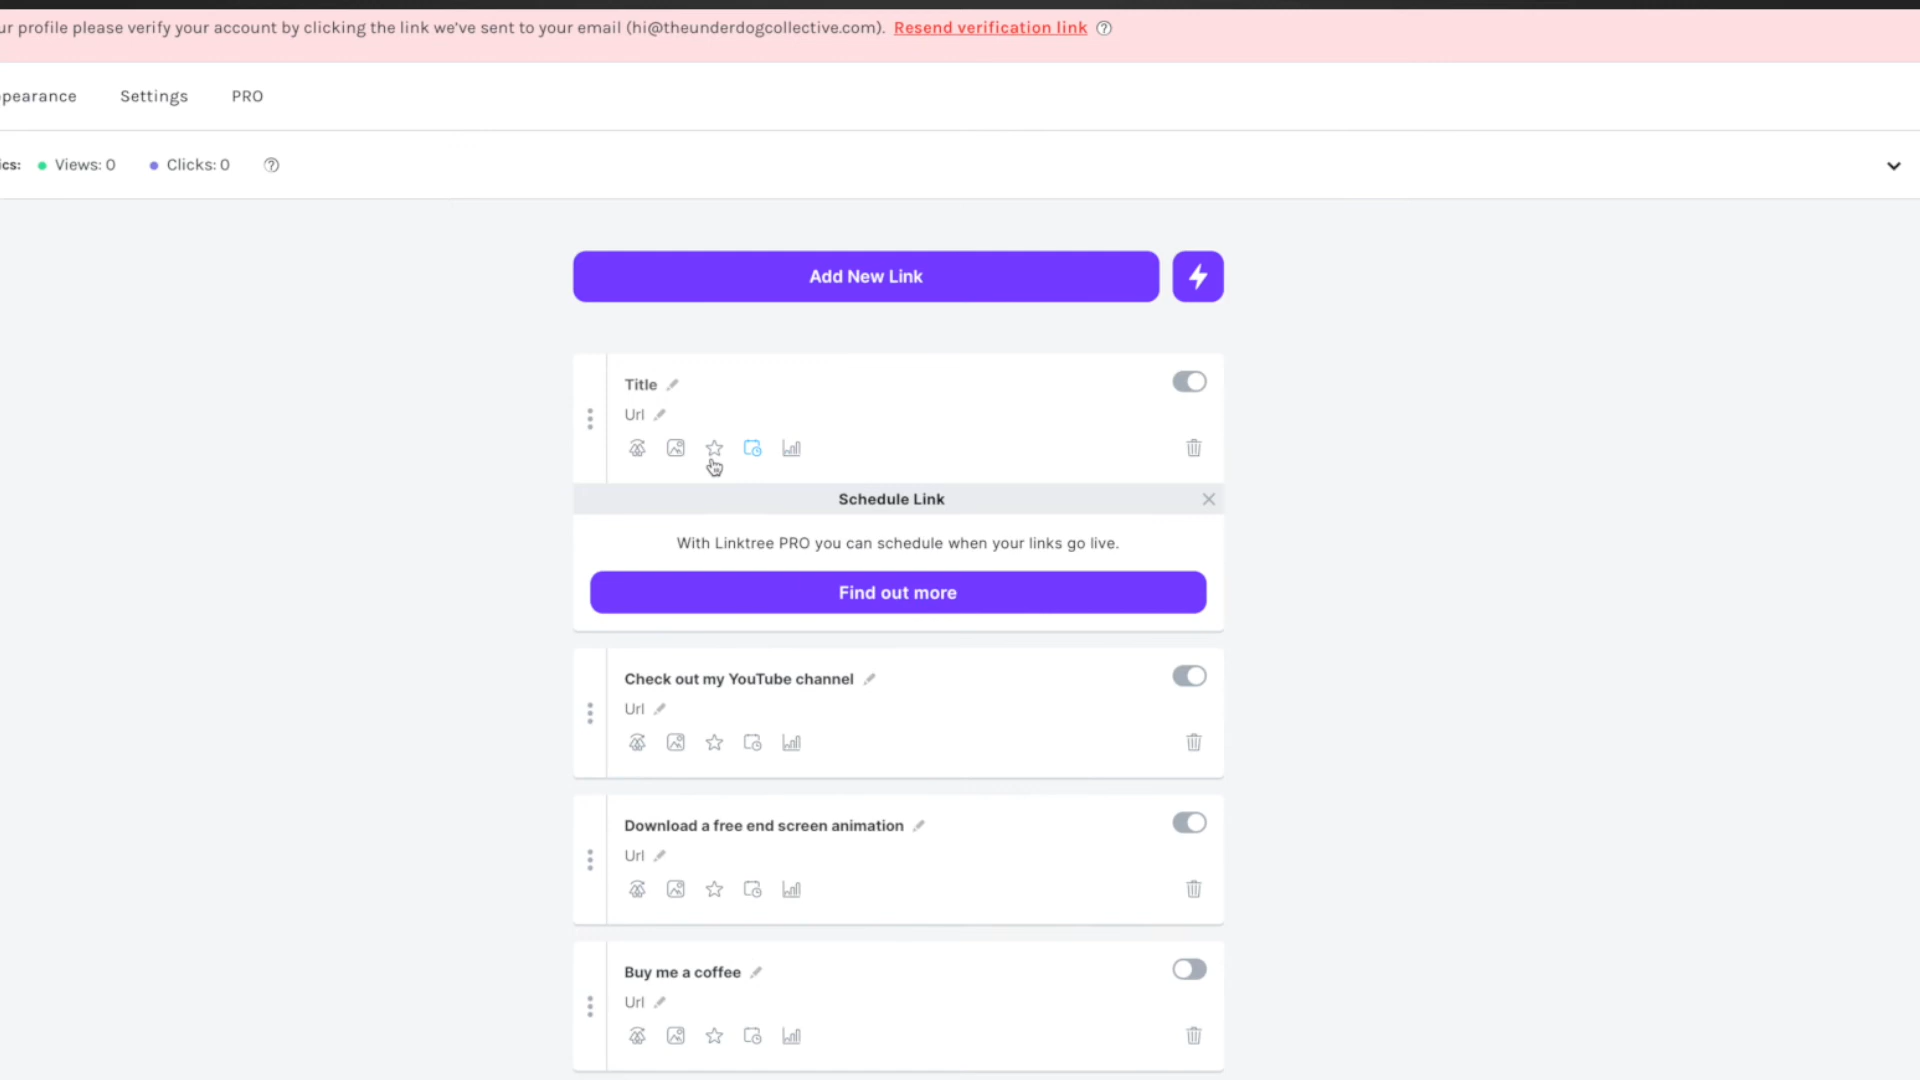 ur profile please verify your account by clicking the link we've sent to your email (hi@theunderdogcollective.com). Resend verification link
pearance Settings PRO
ics: Views: 0 Clicks: 0
Add New Link
Title
Url
Schedule Link
With Linktree PRO you can schedule when your links go live.
Find out more
Check out my YouTube channel
Url
Download a free end screen animation
Url
Buy me a coffee
Url